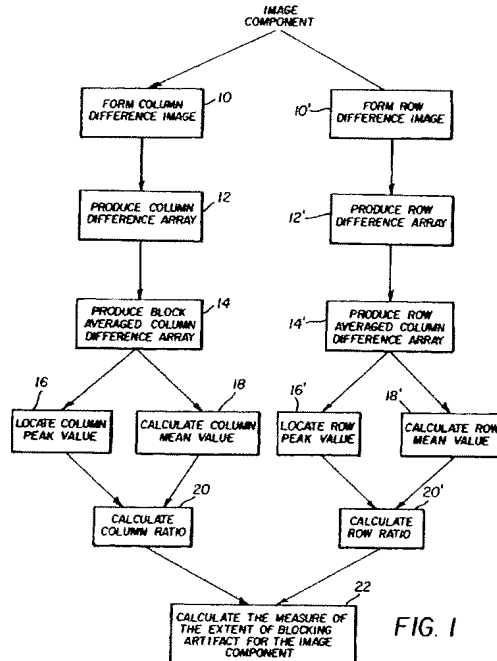 IMAGE
COMPONENT
FORM COLUMN
DIFFERENCE IMAGE
10
FORM ROW
DIFFERENCE IMAGE
10'
PRODUCE COLUMN
DIFFERENCE ARRAY
12
PRODUCE ROW
DIFFERENCE ARRAY
12'
PRODUCE BLOCK
AVERAGED COLUMN
DIFFERENCE ARRAY
14
PRODUCE ROW
AVERAGED COLUMN
DIFFERENCE ARRAY
14'
16
LOCATE COLUMN
PEAK VALUE
18
CALCULATE COLUMN
MEAN VALUE
16'
LOCATE ROW
PEAK VALUE
18'
CALCULATE ROW
MEAN VALUE
20
CALCULATE
COLUMN RATIO
20'
CALCULATE
ROW RATIO
22
CALCULATE THE MEASURE OF
THE EXTENT OF BLOCKING
ARTIFACT FOR THE IMAGE
COMPONENT
FIG. 1